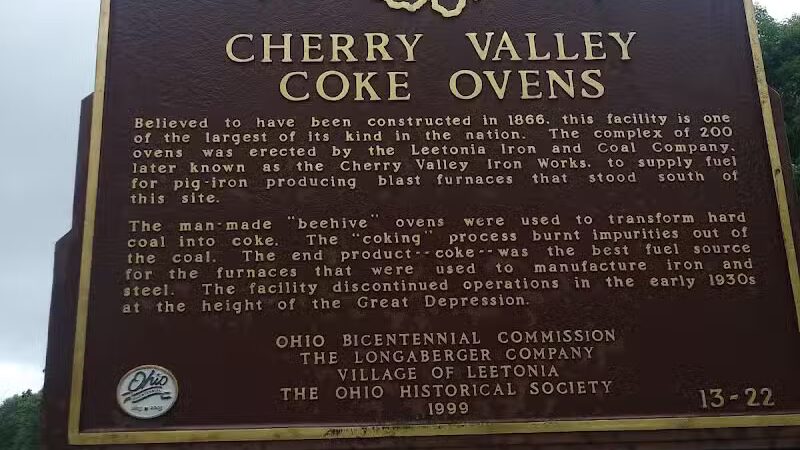 CHERRY VALLEY
COKE OVENS
Believed to have been constructed in 1866, this facility is one
of the largest of its kind in the nation. The complex of 200
ovens was erected by the Leetonia Iron and Coal Company,
later known as the Cherry Valley Iron Works, to supply fuel
for pig-iron producing blast furnaces that stood south of
this site.
The man-made "beehive" ovens were used to transform hard
coal into coke. The "coking" process burnt impurities out of
the coal. The end product--coke--was the best fuel source
for the furnaces that were used to manufacture iron and
steel. The facility discontinued operations in the early 1930s
at the height of the Great Depression.
OHIO BICENTENNIAL COMMISSION
THE LONGABERGER COMPANY
VILLAGE OF LEETONIA
THE OHIO HISTORICAL SOCIETY
1999
13-22
Ohio